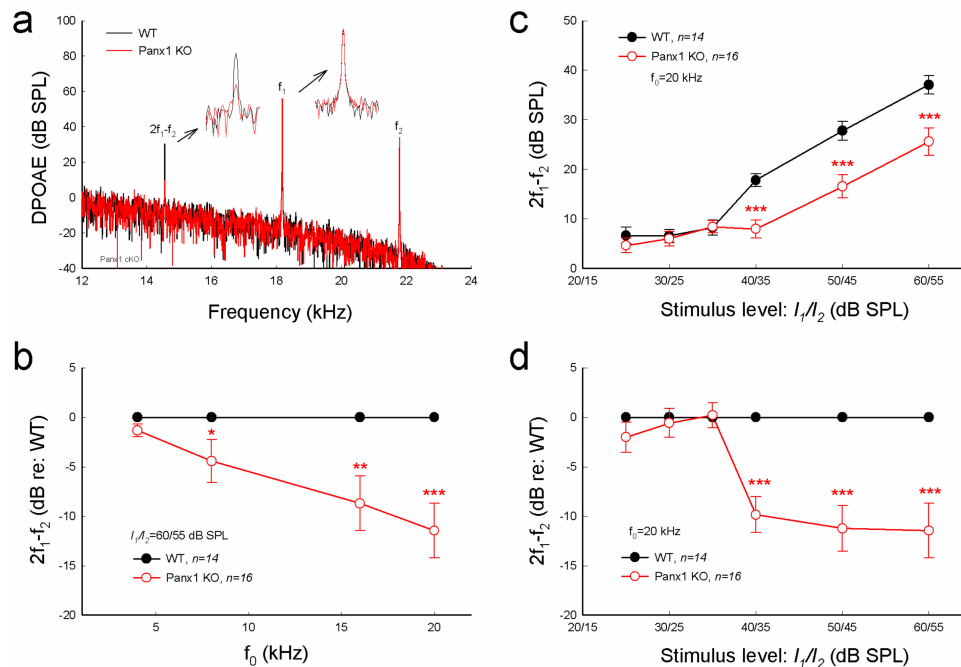 a
DPOAE (dB SPL)
100
80
60
40
20
0
-20
-40
WT
Panx1 KO
2f1-f2
f1
f2
Panx1 cKO
12 14 16 18 20 22 24
Frequency (kHz)
b
2f1-f2 (dB re: WT)
5
0
-5
-10
-15
-20
*
**
***
I1/I2=60/55 dB SPL
WT, n=14
Panx1 KO, n=16
5 10 15 20
f0 (kHz)
c
2f1-f2 (dB SPL)
50
40
30
20
10
0
WT, n=14
Panx1 KO, n=16
f0=20 kHz
***
***
***
20/15 30/25 40/35 50/45 60/55
Stimulus level: I1/I2 (dB SPL)
d
2f1-f2 (dB re: WT)
5
0
-5
-10
-15
-20
*** *** ***
f0=20 kHz
WT, n=14
Panx1 KO, n=16
20/15 30/25 40/35 50/45 60/55
Stimulus level: I1/I2 (dB SPL)